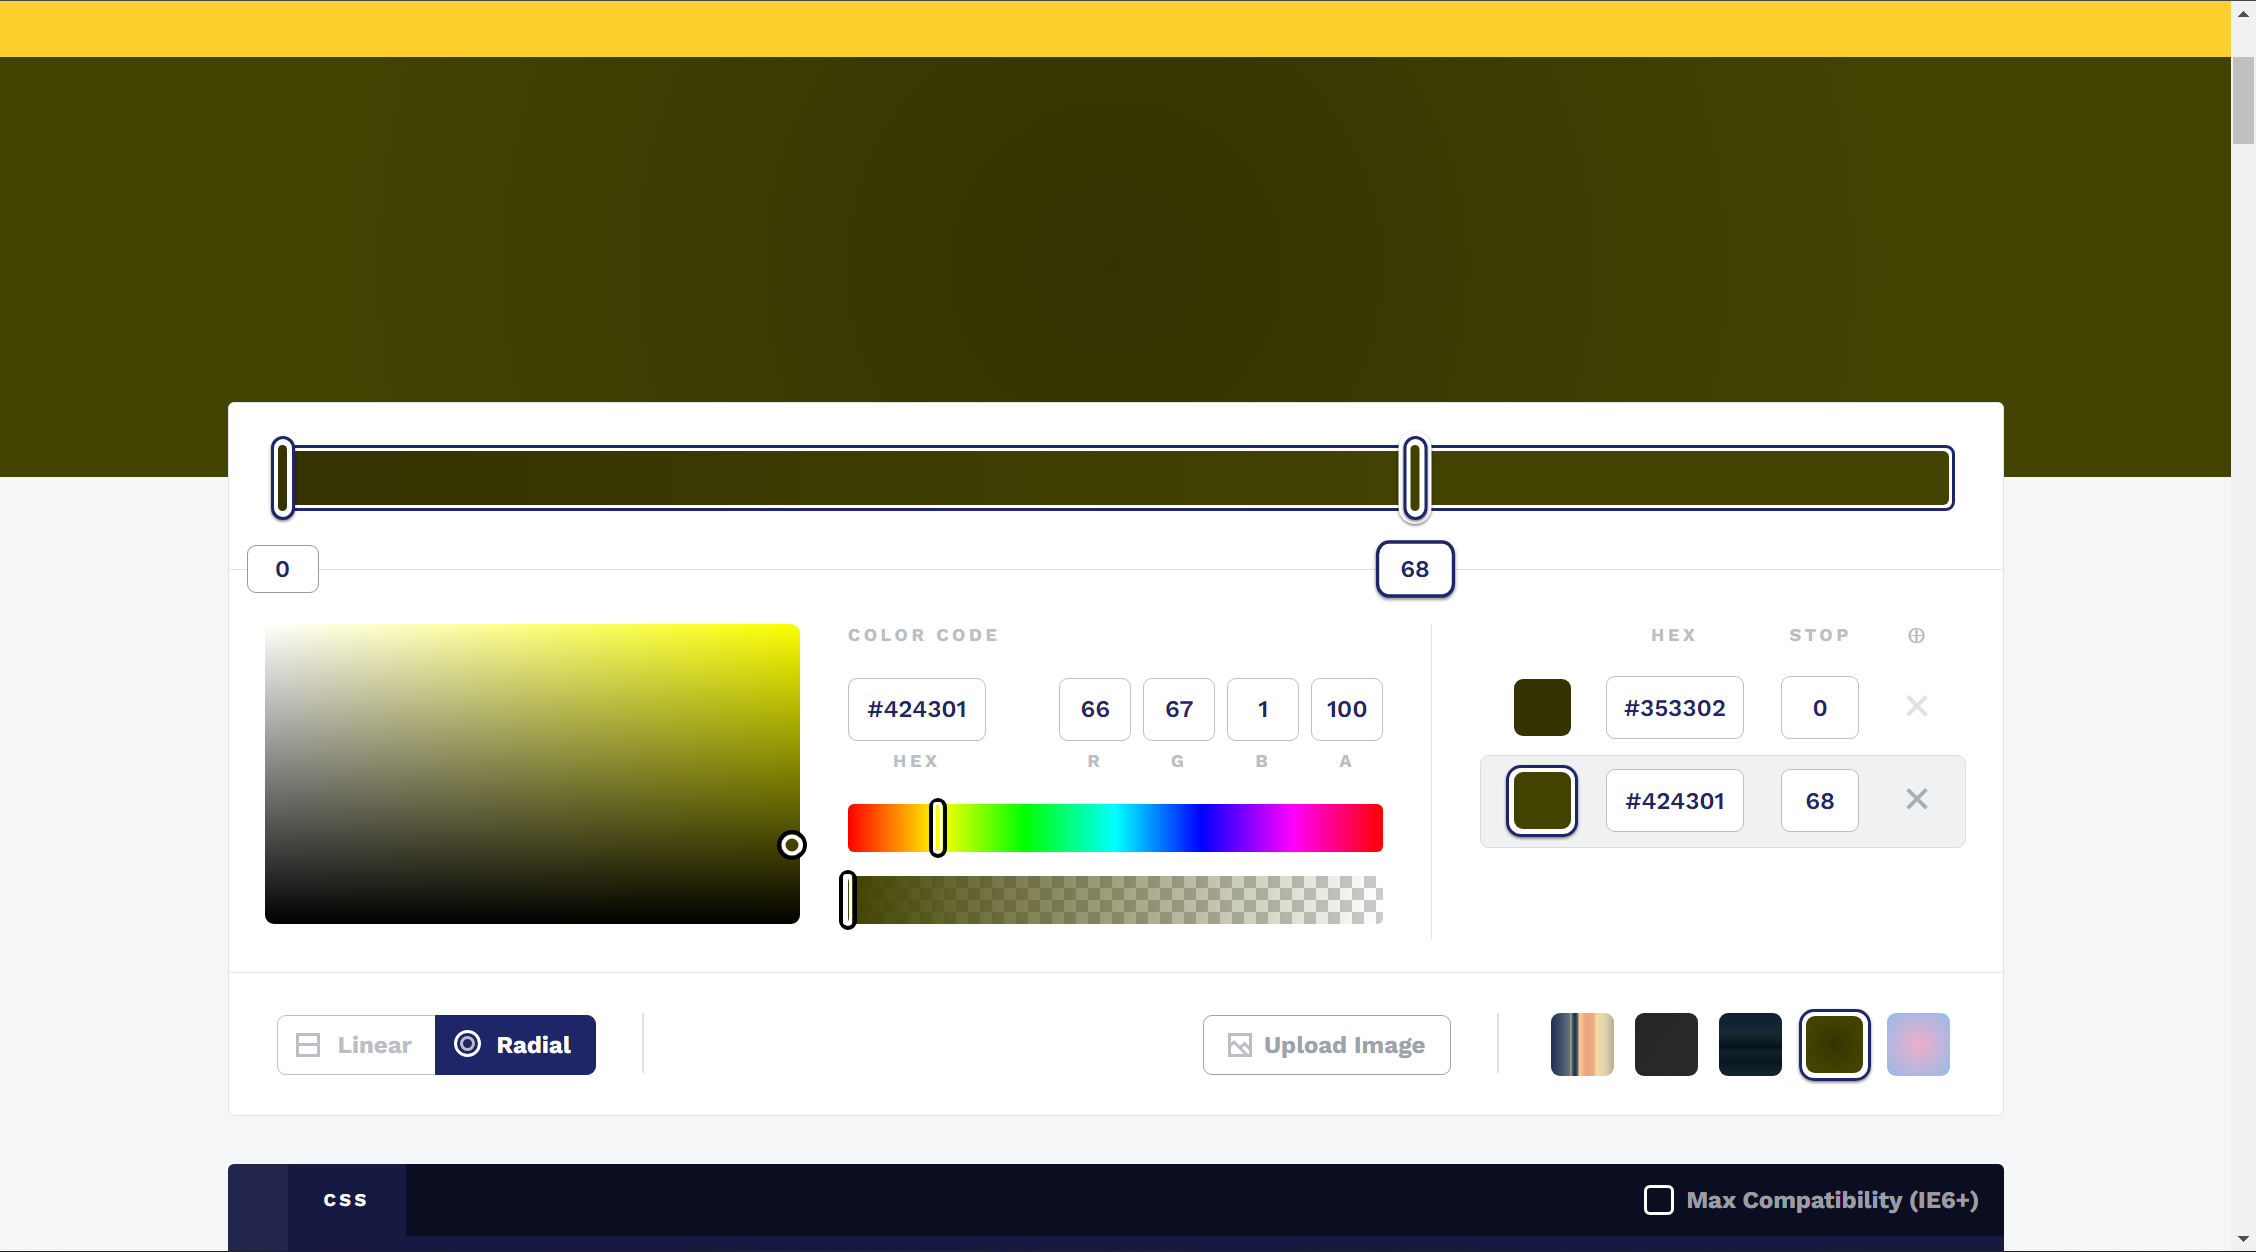 0
68
COLOR CODE
#424301
66
67
1
100
HEX
R
G
B
A
HEX
STOP
#353302
0
#424301
68
Linear
Radial
Upload Image
CSS
Max Compatibility (IE6+)